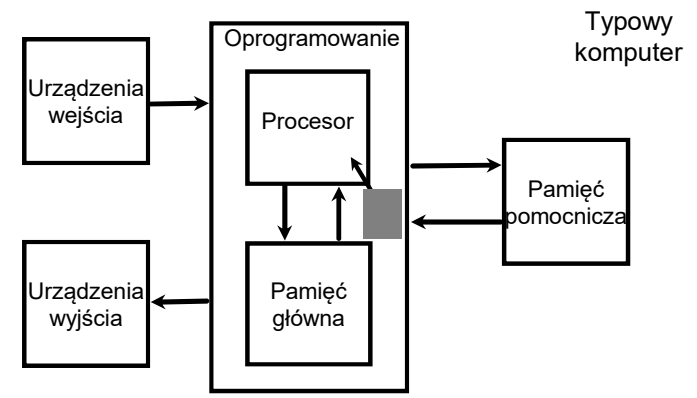 Typowy
komputer
Oprogramowanie
Urządzenia
wejścia
Procesor
Pamięć
pomocnicza
Urządzenia
wyjścia
Pamięć
główna